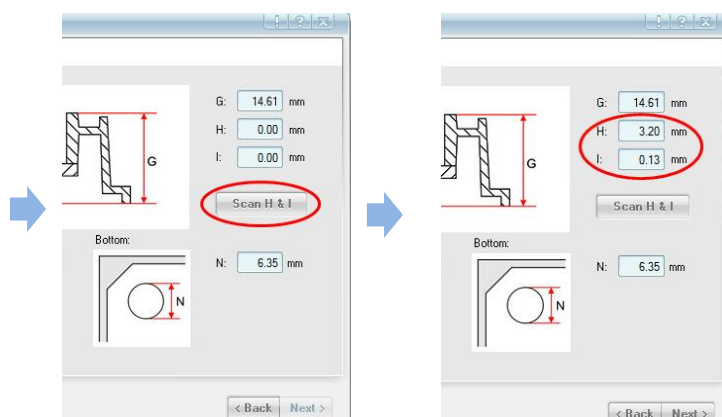 G: 14.61 mm
H: 0.00 mm
I: 0.00 mm
G
Scan H & I
Bottom:
N: 6.35 mm
N
< Back Next >
G: 14.61 mm
H: 3.20 mm
I: 0.13 mm
G
Scan H & I
Bottom:
N: 6.35 mm
N
< Back Next >